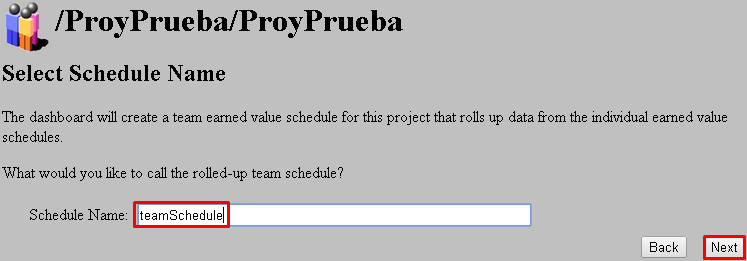 /ProyPrueba/ProyPrueba
Select Schedule Name
The dashboard will create a team earned value schedule for this project that rolls up data from the individual earned value
schedules.
What would you like to call the rolled-up team schedule?
Schedule Name: teamSchedule
Back Next